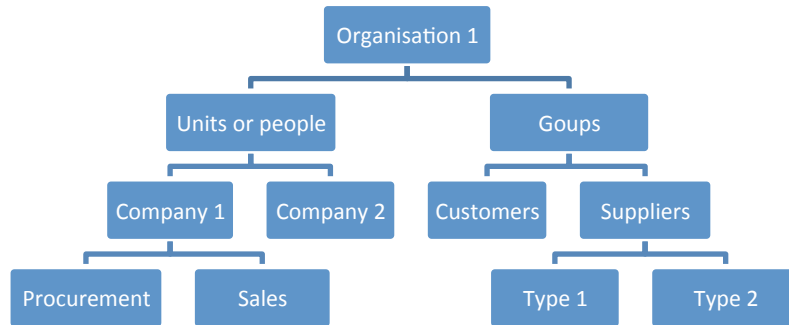 Organisation 1
Units or people
Goups
Company 1
Company 2
Customers
Suppliers
Procurement
Sales
Type 1
Type 2